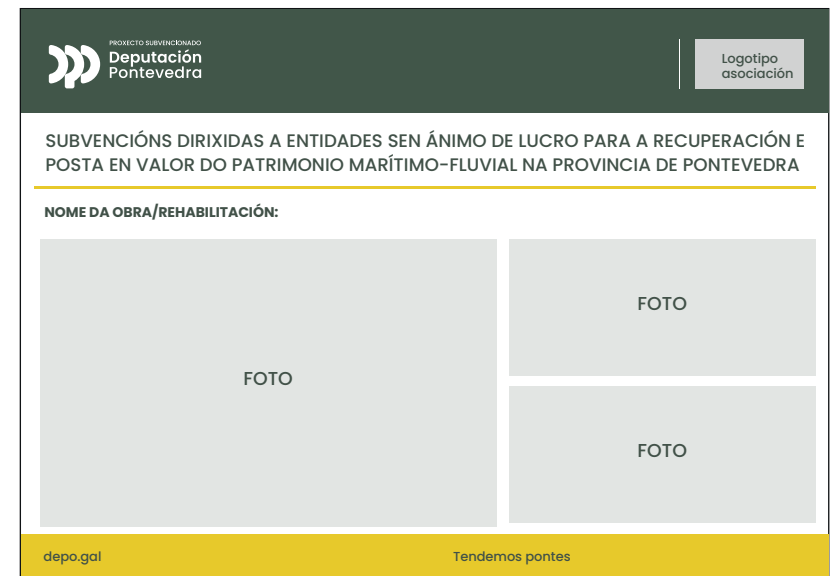 PROXECTO SUBVENCIONADO
Deputación
Pontevedra
Logotipo
asociación
SUBVENCIÓNS DIRIXIDAS A ENTIDADES SEN ÁNIMO DE LUCRO PARA A RECUPERACIÓN E
POSTA EN VALOR DO PATRIMONIO MARÍTIMO-FLUVIAL NA PROVINCIA DE PONTEVEDRA
NOME DA OBRA/REHABILITACIÓN:
FOTO
FOTO
FOTO
depo.gal
Tendemos pontes